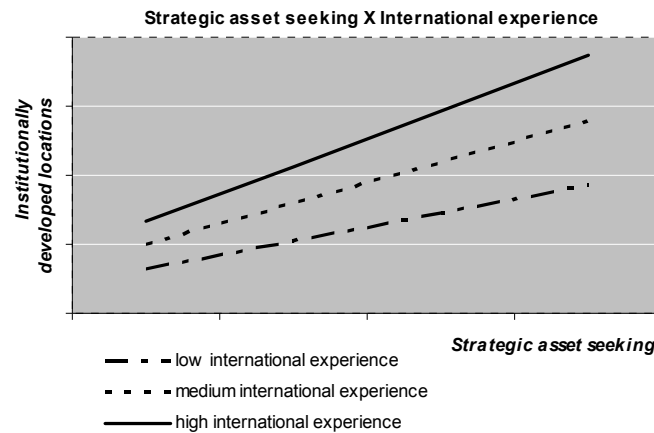 Strategic asset seeking X International experience
Institutionally
developed locations
Strategic asset seeking
low international experience
medium international experience
high international experience